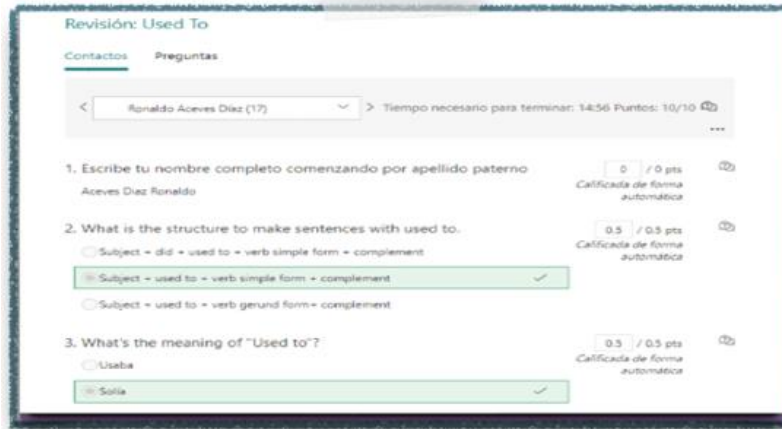 Revisión: Used To
Contactos Preguntas
Ronaldo Aceves Díaz (17) Tiempo necesario para terminar: 14:56 Puntos: 10/10
1. Escribe tu nombre completo comenzando por apellido paterno 0 / 0 pts
Aceves Diaz Ronaldo Calificada de forma
automática
2. What is the structure to make sentences with used to. 0.5 / 0.5 pts
Subject + did + used to + verb simple form + complement Calificada de forma
automática
Subject + used to + verb simple form + complement
Subject + used to + verb gerund form+ complement
3. What's the meaning of "Used to"? 0.5 / 0.5 pts
Usaba Calificada de forma
automática
Solía